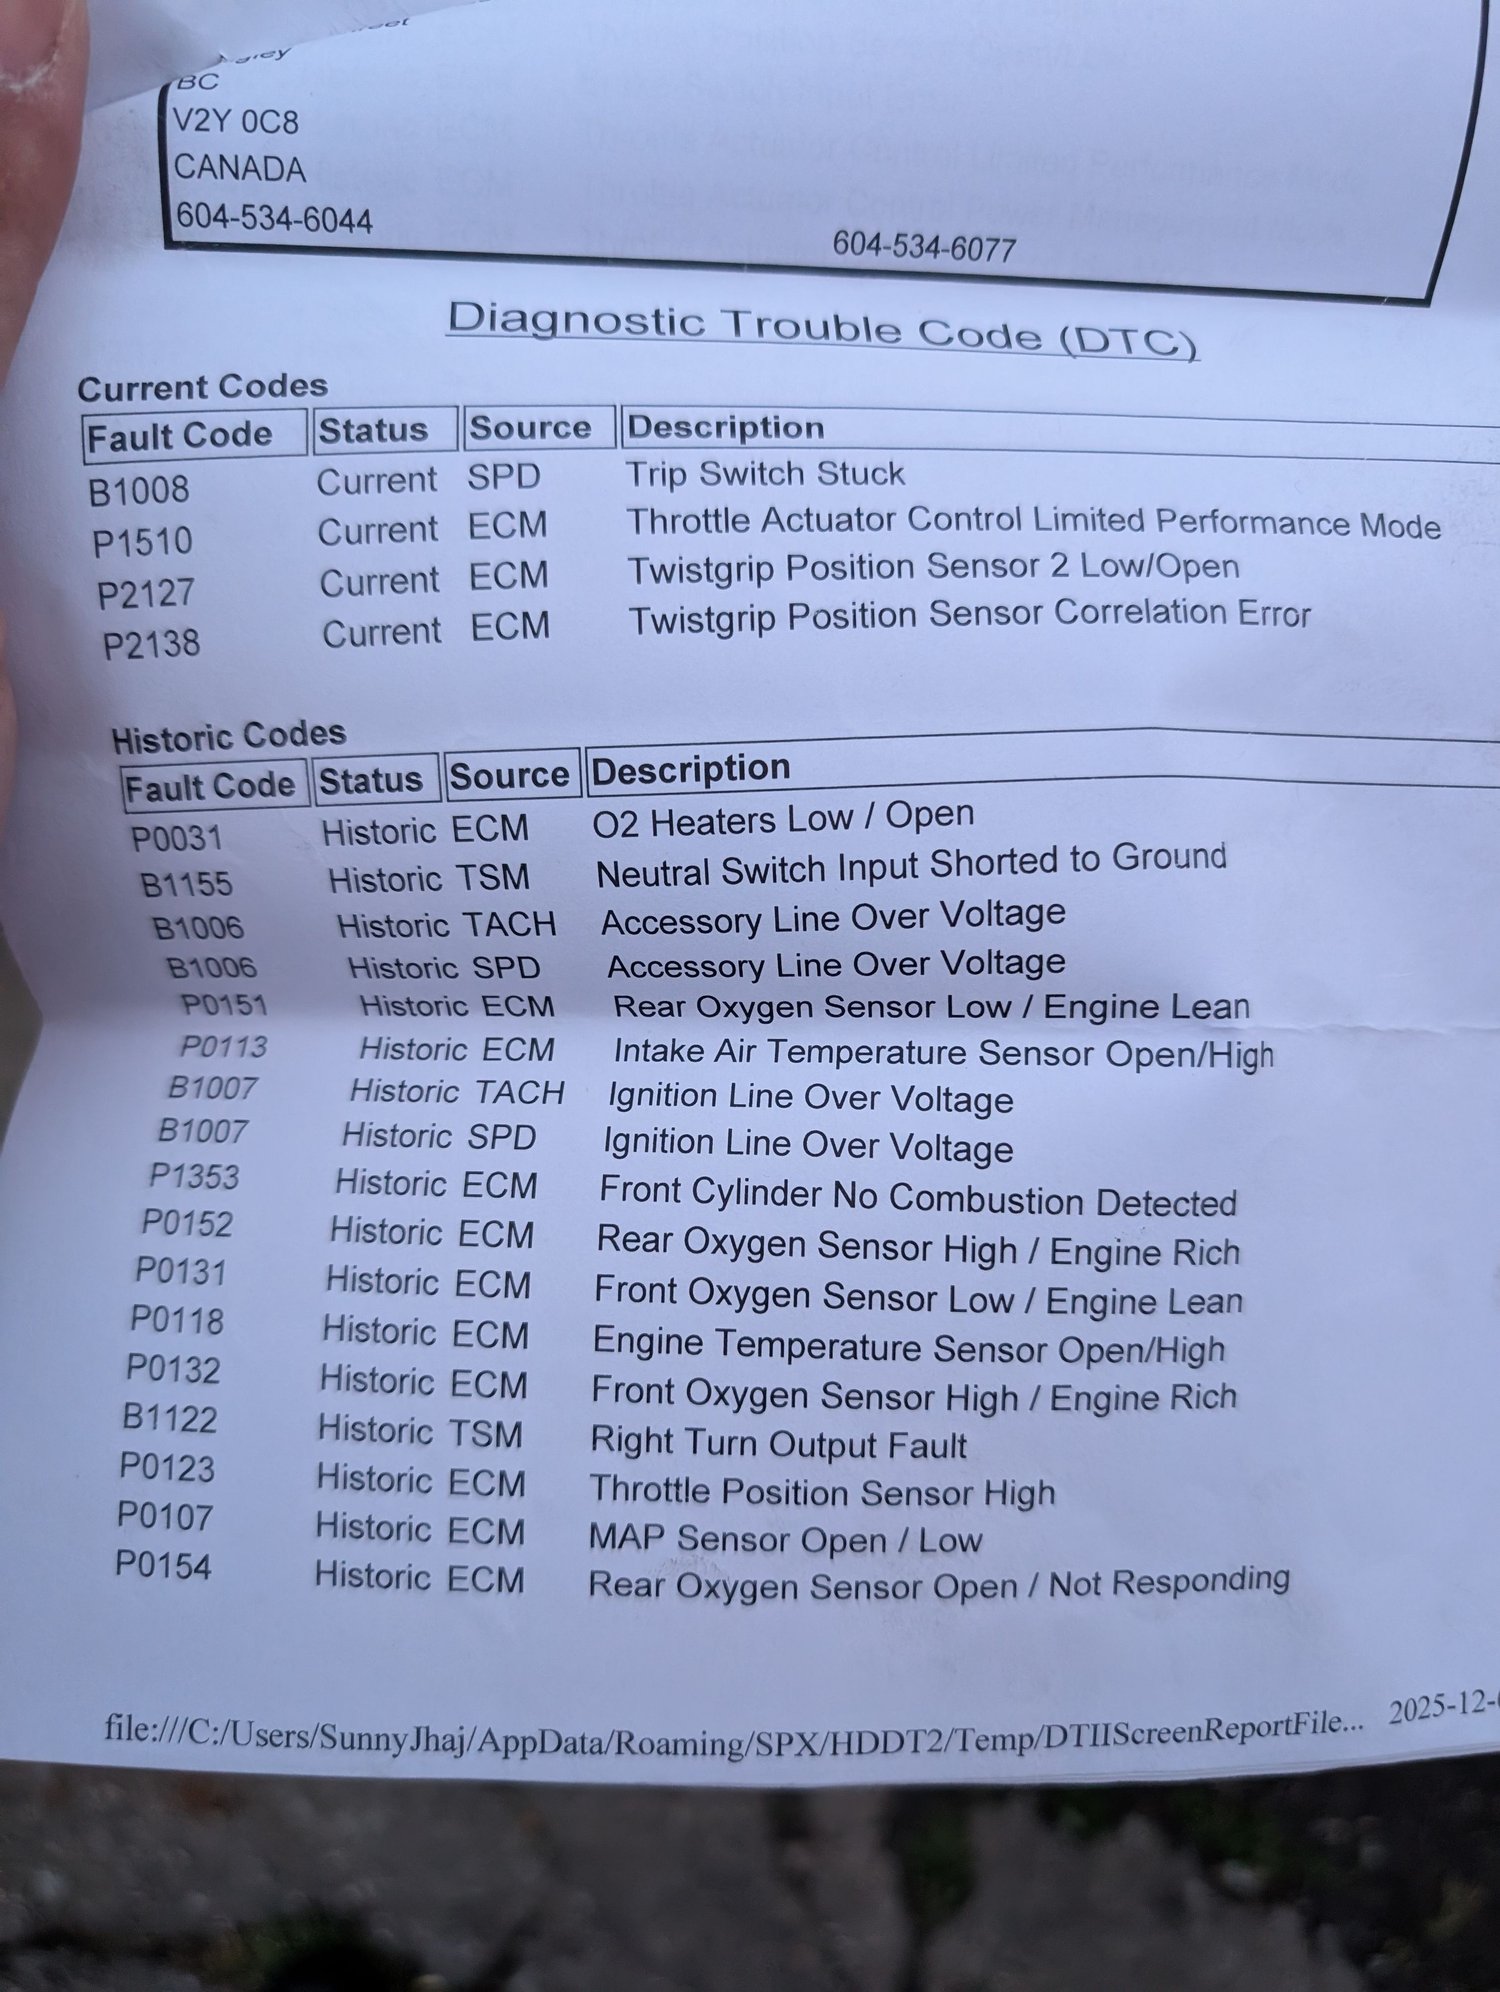 BC
V2Y 0C8
CANADA
604-534-6044
604-534-6077
Diagnostic Trouble Code (DTC)
Current Codes
Fault Code Status Source Description
B1008 Current SPD Trip Switch Stuck
P1510 Current ECM Throttle Actuator Control Limited Performance Mode
P2127 Current ECM Twistgrip Position Sensor 2 Low/Open
P2138 Current ECM Twistgrip Position Sensor Correlation Error
Historic Codes
Fault Code Status Source Description
P0031 Historic ECM O2 Heaters Low / Open
B1155 Historic TSM Neutral Switch Input Shorted to Ground
B1006 Historic TACH Accessory Line Over Voltage
B1006 Historic SPD Accessory Line Over Voltage
P0151 Historic ECM Rear Oxygen Sensor Low / Engine Lean
P0113 Historic ECM Intake Air Temperature Sensor Open/High
B1007 Historic TACH Ignition Line Over Voltage
B1007 Historic SPD Ignition Line Over Voltage
P1353 Historic ECM Front Cylinder No Combustion Detected
P0152 Historic ECM Rear Oxygen Sensor High / Engine Rich
P0131 Historic ECM Front Oxygen Sensor Low / Engine Lean
P0118 Historic ECM Engine Temperature Sensor Open/High
P0132 Historic ECM Front Oxygen Sensor High / Engine Rich
B1122 Historic TSM Right Turn Output Fault
P0123 Historic ECM Throttle Position Sensor High
P0107 Historic ECM MAP Sensor Open / Low
P0154 Historic ECM Rear Oxygen Sensor Open / Not Responding
file:///C:/Users/SunnyJhaj/AppData/Roaming/SPX/HDDT2/Temp/DTIIScreenReportFile... 2025-12-